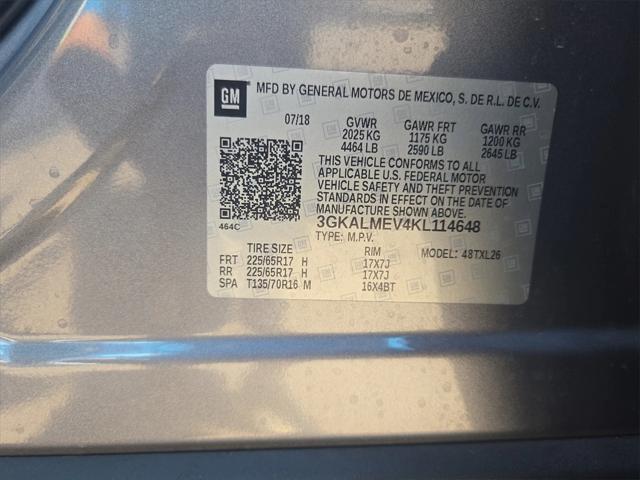 GM MFD BY GENERAL MOTORS DE MEXICO, S. DE R.L. DE C.V.
07/18 GVWR GAWR FRT GAWR RR
2025 KG 1175 KG 1200 KG
4464 LB 2590 LB 2645 LB
THIS VEHICLE CONFORMS TO ALL
APPLICABLE U.S. FEDERAL MOTOR
VEHICLE SAFETY AND THEFT PREVENTION
STANDARDS IN EFFECT ON THE DATE OF
MANUFACTURE SHOWN ABOVE.
464C 3GKALMEV4KL114648
TYPE: M.P.V.
TIRE SIZE RIM MODEL: 48TXL26
FRT 225/65R17 H 17X7J
RR 225/65R17 H 17X7J
SPA T135/70R16 M 16X4BT